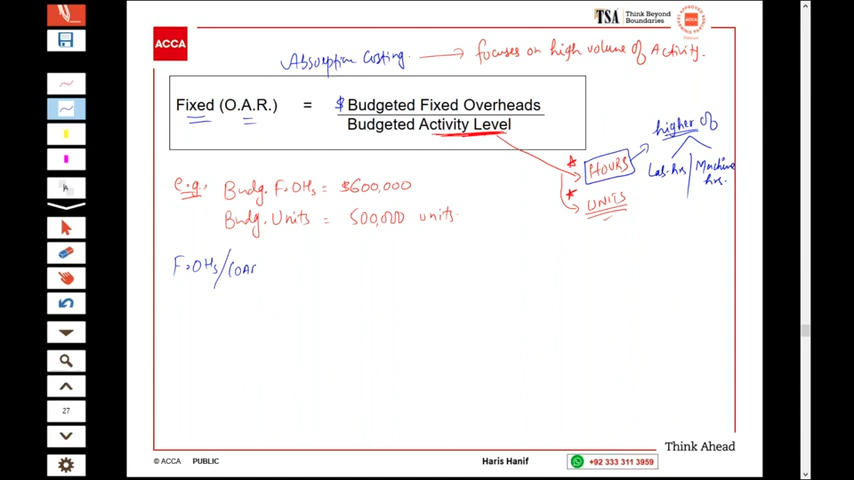 TSA Think Beyond Boundaries
ACCA
Absorption Costing. → focuses on high volume of Activity.
Fixed (O.A.R.) = $ Budgeted Fixed Overheads
Budgeted Activity Level
higher of
HOURS
Lab. hrs / Machine hrs.
UNITS
e.g. Budg. F.OHs = $600,000
Budg. Units = 500,000 units.
F.OHs/(OAR
27
Think Ahead
© ACCA PUBLIC
Haris Hanif
+92 333 311 3959